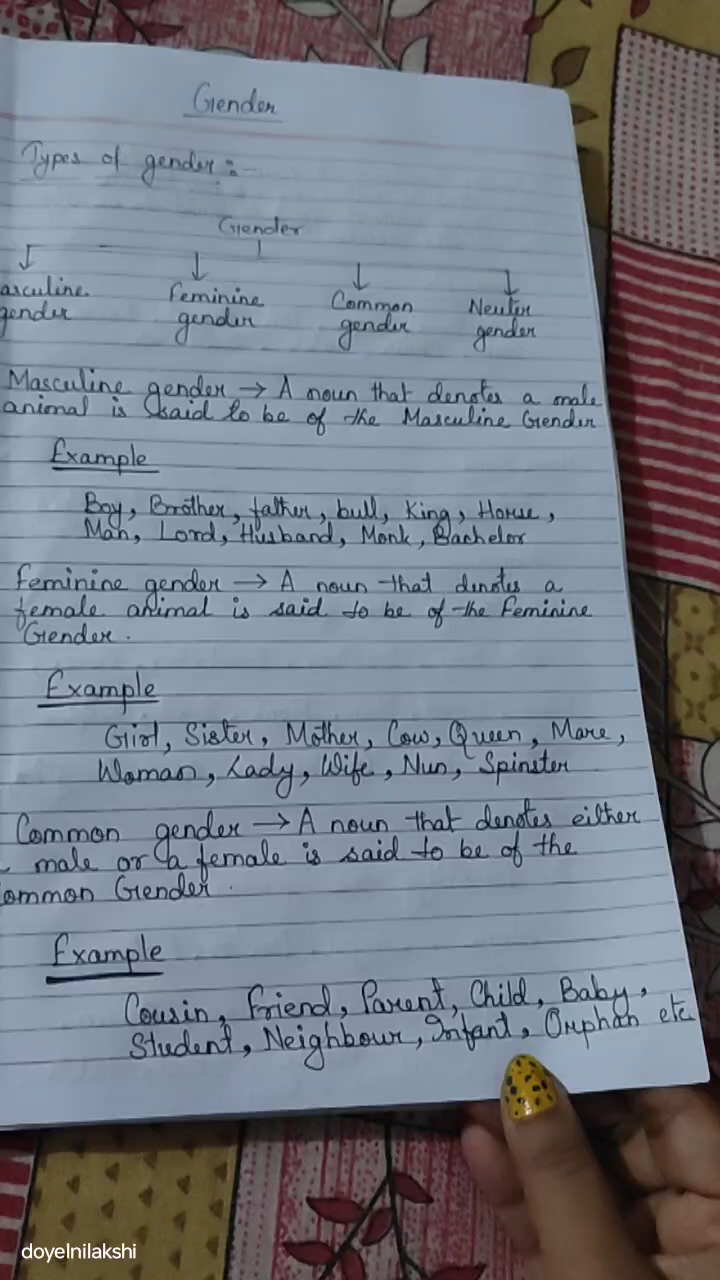 Gender
Types of gender:-
Gender
asculine gender
Feminine gender
Common gender
Neuter gender
Masculine gender → A noun that denotes a male
animal is said to be of the Masculine Gender
Example
Boy, Brother, father, bull, King, Horse,
Man, Lord, Husband, Monk, Bachelor
Feminine gender → A noun that denotes a
female animal is said to be of the Feminine
Gender.
Example
Girl, Sister, Mother, Cow, Queen, Mare,
Woman, Lady, Wife, Nun, Spinster
Common gender → A noun that denotes either
male or a female is said to be of the
ommon Gender.
Example
Cousin, Friend, Parent, Child, Baby,
Student, Neighbour, Infant, Orphan etc.
doyelnilakshi